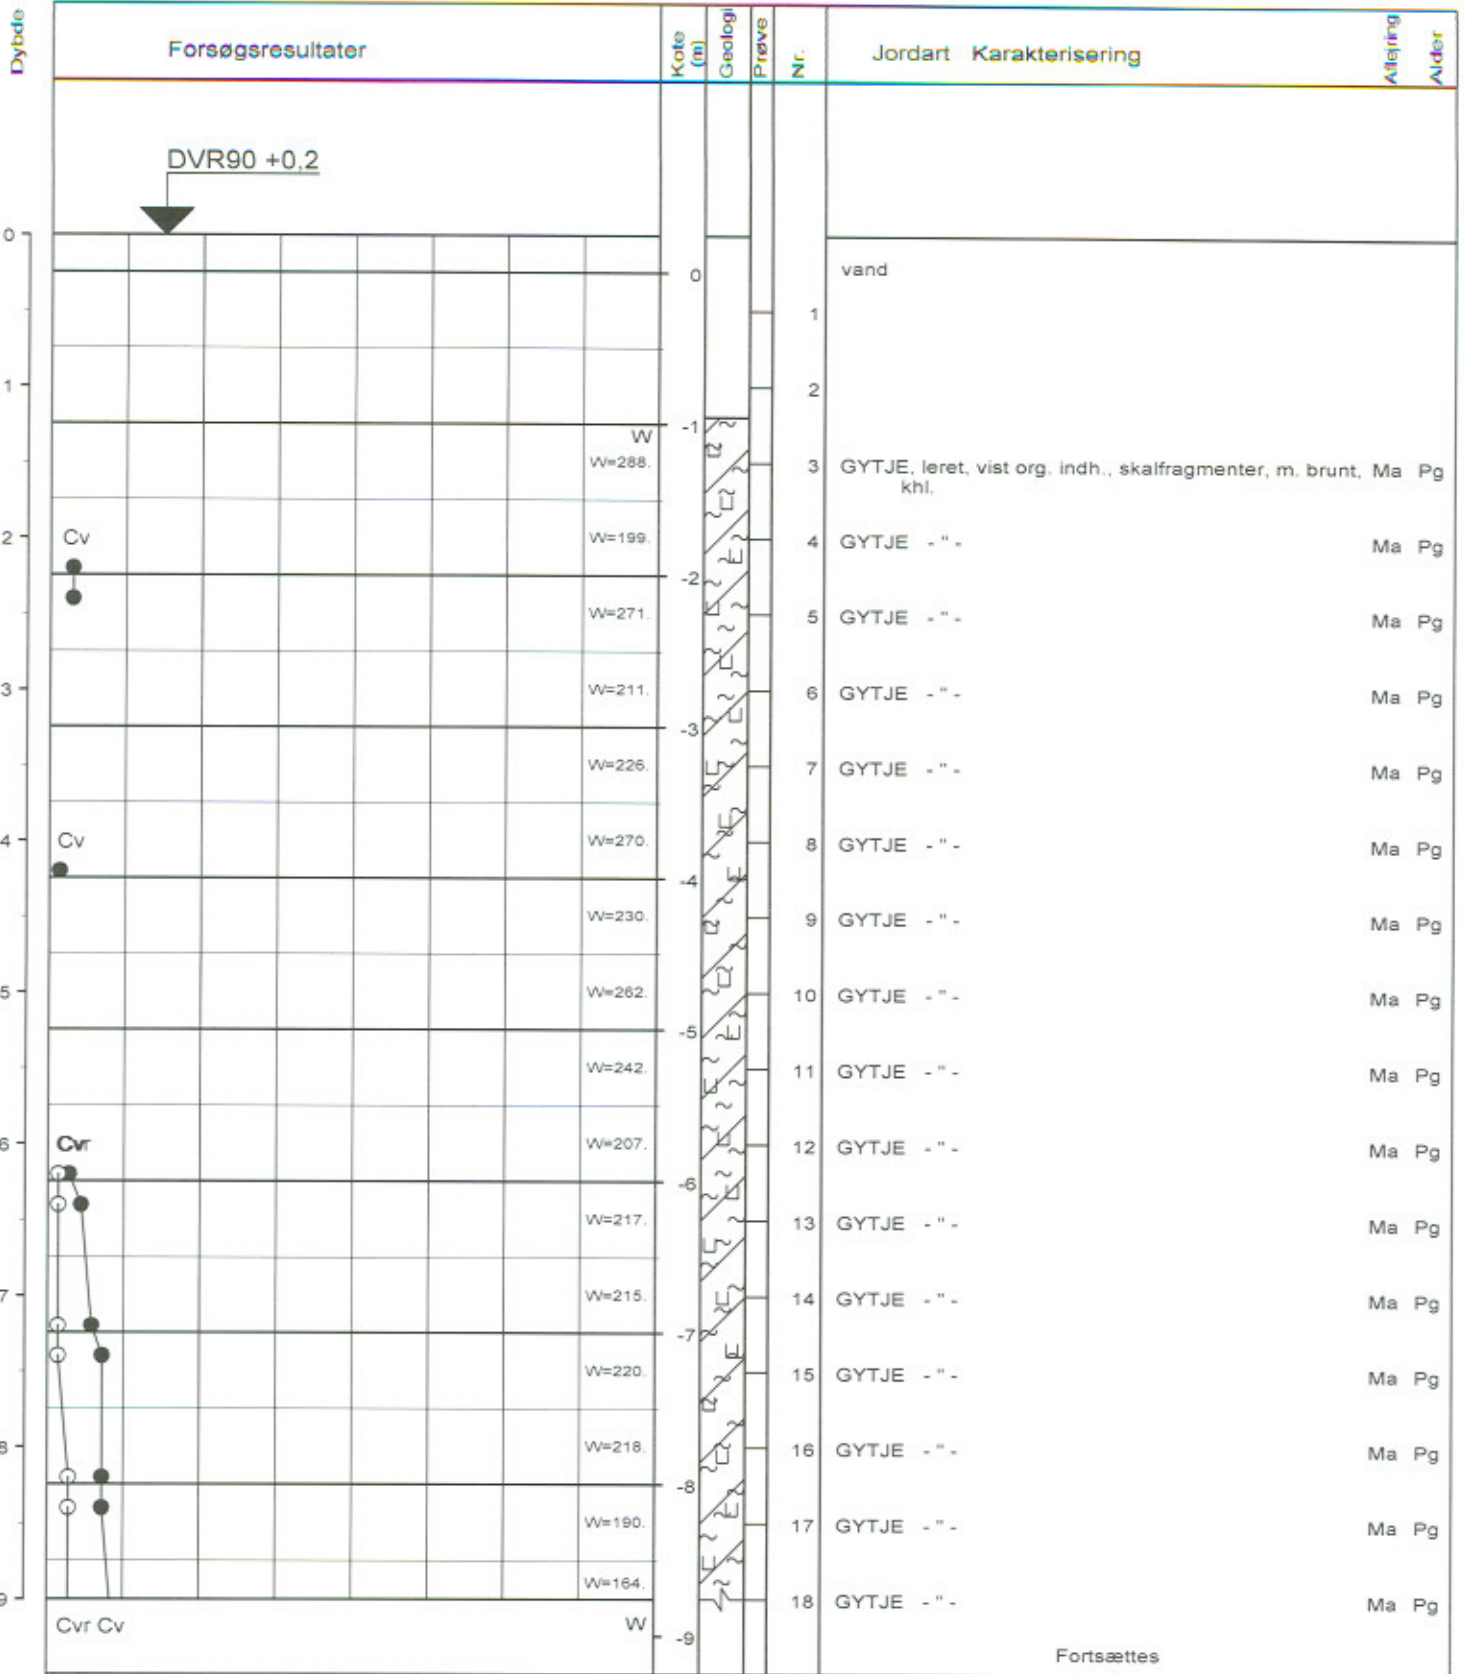 Dybde Forsøgsresultater Kote (m) Geologi Prøve Nr. Jordart Karakterisering Aflejring Alder
DVR90 +0,2
0
0 vand
1
1 2
-1
W
W=288. 3 GYTJE, leret, vist org. indh., skalfragmenter, m. brunt, Ma Pg
khl.
2 Cv W=199. 4 GYTJE - " - Ma Pg
-2
W=271. 5 GYTJE - " - Ma Pg
3 W=211. 6 GYTJE - " - Ma Pg
-3
W=226. 7 GYTJE - " - Ma Pg
4 Cv W=270. 8 GYTJE - " - Ma Pg
-4
W=230. 9 GYTJE - " - Ma Pg
5 W=262. 10 GYTJE - " - Ma Pg
-5
W=242. 11 GYTJE - " - Ma Pg
6 Cvr W=207. 12 GYTJE - " - Ma Pg
-6
W=217. 13 GYTJE - " - Ma Pg
7 W=215. 14 GYTJE - " - Ma Pg
-7
W=220. 15 GYTJE - " - Ma Pg
8 W=218. 16 GYTJE - " - Ma Pg
-8
W=190. 17 GYTJE - " - Ma Pg
9 W=164. 18 GYTJE - " - Ma Pg
Cvr Cv W -9
Fortsættes